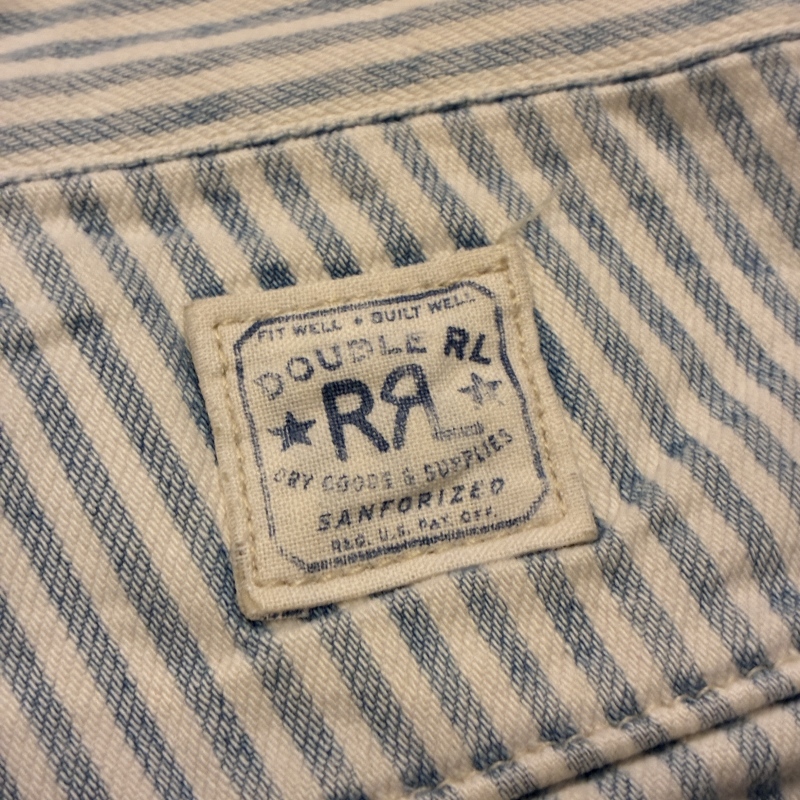 FIT WELL • BUILT WELL
DOUBLE RL
★ RRL ★
DRY GOODS & SUPPLIES
SANFORIZED
REG. U.S. PAT. OFF.